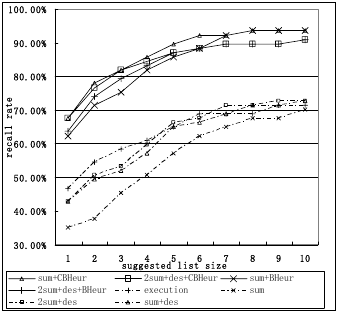 100.00%
90.00%
80.00%
70.00%
60.00%
50.00%
40.00%
30.00%
recall rate
1 2 3 4 5 6 7 8 9 10
suggested list size
sum+CBHeur 2sum+des+CBHeur sum+BHeur
2sum+des+BHeur execution sum
2sum+des sum+des